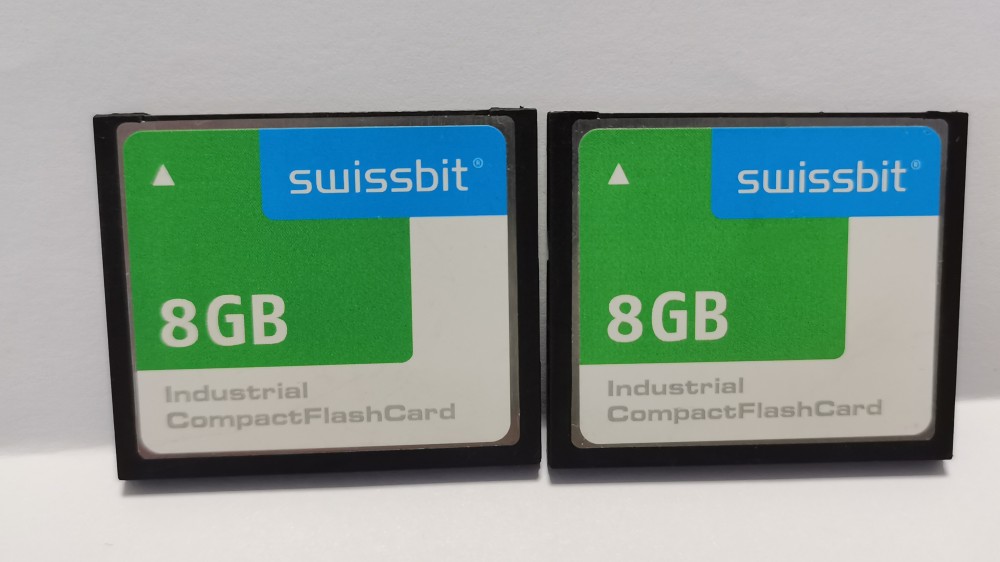 swissbit®
8GB
Industrial
CompactFlashCard
swissbit®
8GB
Industrial
CompactFlashCard